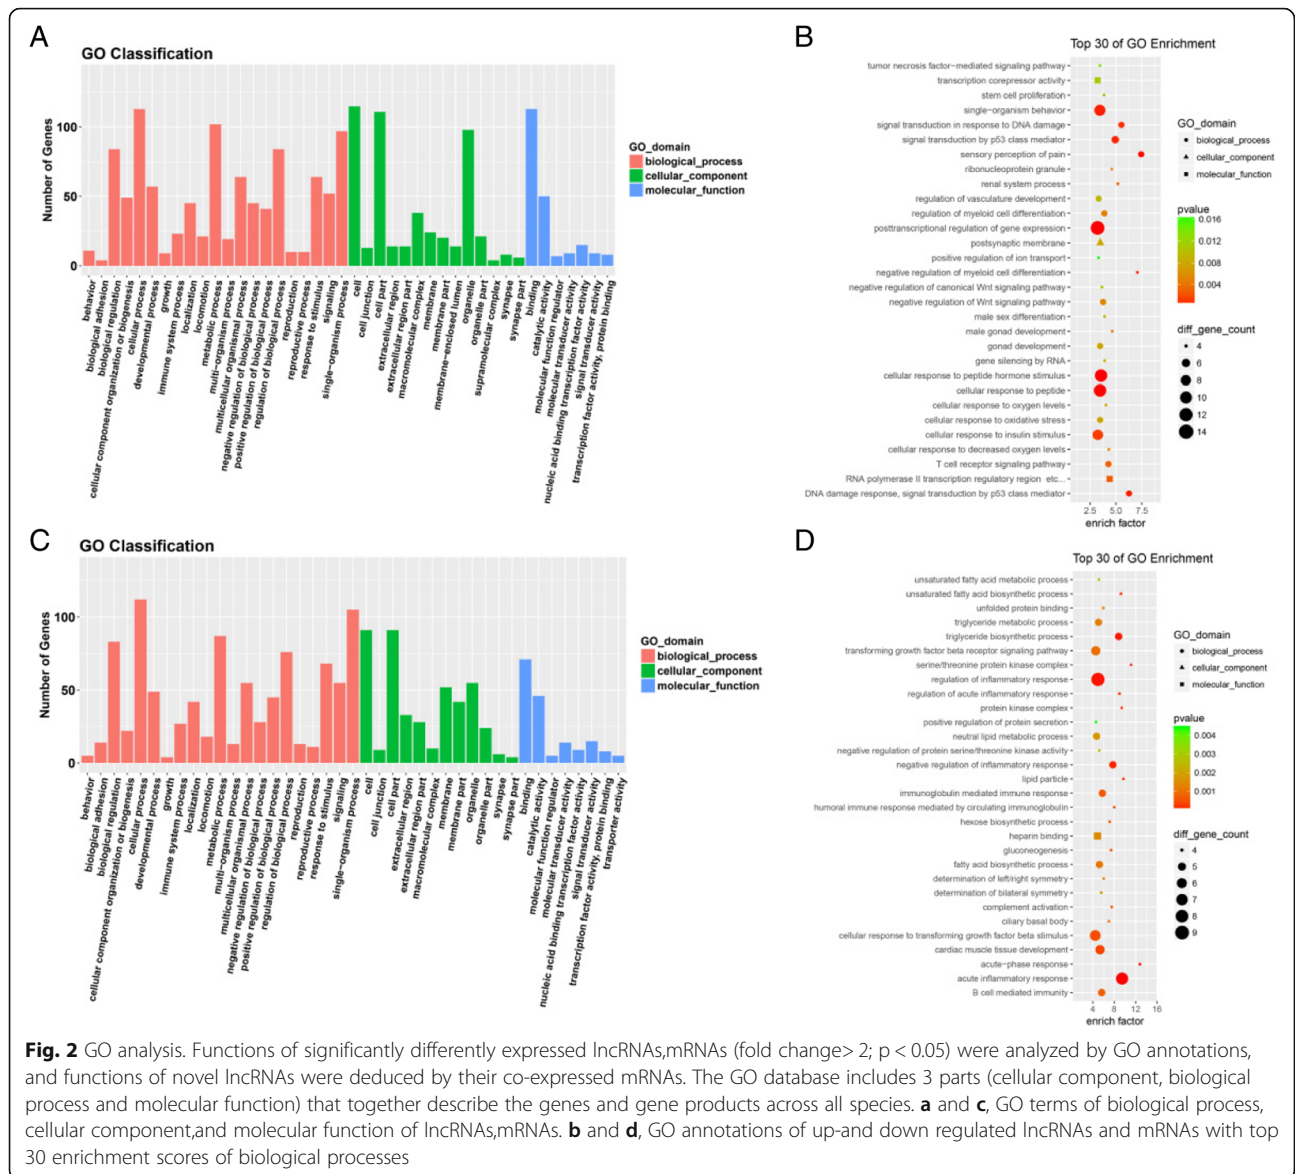 A
GO Classification
Number of Genes
100
50
0
behavior
biological adhesion
biological regulation
cellular component organization or biogenesis
cellular process
developmental process
growth
immune system process
localization
locomotion
metabolic process
multi-organism process
multicellular organismal process
negative regulation of biological process
positive regulation of biological process
regulation of biological process
reproduction
reproductive process
response to stimulus
signaling
single-organism process
cell
cell junction
cell part
extracellular region
extracellular region part
macromolecular complex
membrane
membrane part
membrane-enclosed lumen
organelle
organelle part
supramolecular complex
synapse
synapse part
binding
catalytic activity
molecular function regulator
molecular transducer activity
nucleic acid binding transcription factor activity
signal transducer activity
transcription factor activity, protein binding
GO_domain
biological_process
cellular_component
molecular_function
B
Top 30 of GO Enrichment
tumor necrosis factor-mediated signaling pathway
transcription corepressor activity
stem cell proliferation
single-organism behavior
signal transduction in response to DNA damage
signal transduction by p53 class mediator
sensory perception of pain
ribonucleoprotein granule
renal system process
regulation of vasculature development
regulation of myeloid cell differentiation
posttranscriptional regulation of gene expression
postsynaptic membrane
positive regulation of ion transport
negative regulation of myeloid cell differentiation
negative regulation of canonical Wnt signaling pathway
negative regulation of Wnt signaling pathway
male sex differentiation
male gonad development
gonad development
gene silencing by RNA
cellular response to peptide hormone stimulus
cellular response to peptide
cellular response to oxygen levels
cellular response to oxidative stress
cellular response to insulin stimulus
cellular response to decreased oxygen levels
T cell receptor signaling pathway
RNA polymerase II transcription regulatory region etc...
DNA damage response, signal transduction by p53 class mediator
2.5 5.0 7.5
enrich factor
GO_domain
biological_process
cellular_component
molecular_function
pvalue
0.016
0.012
0.008
0.004
diff_gene_count
4
6
8
10
12
14
C
GO Classification
Number of Genes
100
50
0
behavior
biological adhesion
biological regulation
cellular component organization or biogenesis
cellular process
developmental process
growth
immune system process
localization
locomotion
metabolic process
multi-organism process
multicellular organismal process
negative regulation of biological process
positive regulation of biological process
regulation of biological process
reproduction
reproductive process
response to stimulus
signaling
single-organism process
cell
cell junction
cell part
extracellular region
extracellular region part
macromolecular complex
membrane
membrane part
organelle
organelle part
synapse
synapse part
binding
catalytic activity
molecular function regulator
molecular transducer activity
nucleic acid binding transcription factor activity
signal transducer activity
transcription factor activity, protein binding
transporter activity
GO_domain
biological_process
cellular_component
molecular_function
D
Top 30 of GO Enrichment
unsaturated fatty acid metabolic process
unsaturated fatty acid biosynthetic process
unfolded protein binding
triglyceride metabolic process
triglyceride biosynthetic process
transforming growth factor beta receptor signaling pathway
serine/threonine protein kinase complex
regulation of inflammatory response
regulation of acute inflammatory response
protein kinase complex
positive regulation of protein secretion
neutral lipid metabolic process
negative regulation of protein serine/threonine kinase activity
negative regulation of inflammatory response
lipid particle
immunoglobulin mediated immune response
humoral immune response mediated by circulating immunoglobulin
hexose biosynthetic process
heparin binding
gluconeogenesis
fatty acid biosynthetic process
determination of left/right symmetry
determination of bilateral symmetry
complement activation
ciliary basal body
cellular response to transforming growth factor beta stimulus
cardiac muscle tissue development
acute-phase response
acute inflammatory response
B cell mediated immunity
4 8 12 16
enrich factor
GO_domain
biological_process
cellular_component
molecular_function
pvalue
0.004
0.003
0.002
0.001
diff_gene_count
4
5
6
7
8
9
Fig. 2 GO analysis. Functions of significantly differently expressed lncRNAs,mRNAs (fold change> 2; p < 0.05) were analyzed by GO annotations,
and functions of novel lncRNAs were deduced by their co-expressed mRNAs. The GO database includes 3 parts (cellular component, biological
process and molecular function) that together describe the genes and gene products across all species. a and c, GO terms of biological process,
cellular component,and molecular function of lncRNAs,mRNAs. b and d, GO annotations of up-and down regulated lncRNAs and mRNAs with top
30 enrichment scores of biological processes